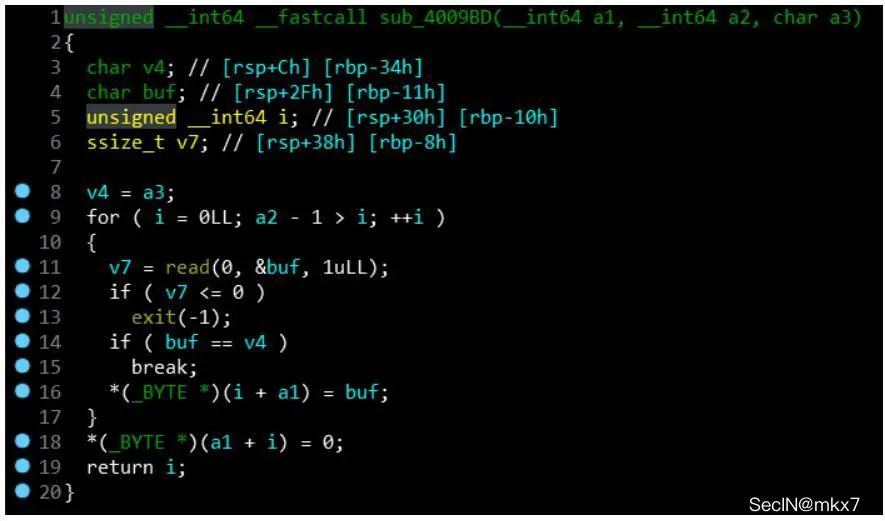 1 unsigned __int64 __fastcall sub_4009BD(__int64 a1, __int64 a2, char a3)
2 {
3 char v4; // [rsp+Ch] [rbp-34h]
4 char buf; // [rsp+2Fh] [rbp-11h]
5 unsigned __int64 i; // [rsp+30h] [rbp-10h]
6 ssize_t v7; // [rsp+38h] [rbp-8h]
7
8 v4 = a3;
9 for ( i = 0LL; a2 - 1 > i; ++i )
10 {
11 v7 = read(0, &buf, 1uLL);
12 if ( v7 <= 0 )
13 exit(-1);
14 if ( buf == v4 )
15 break;
16 *(_BYTE *)(i + a1) = buf;
17 }
18 *(_BYTE *)(a1 + i) = 0;
19 return i;
20 }
SecIN@mkx7